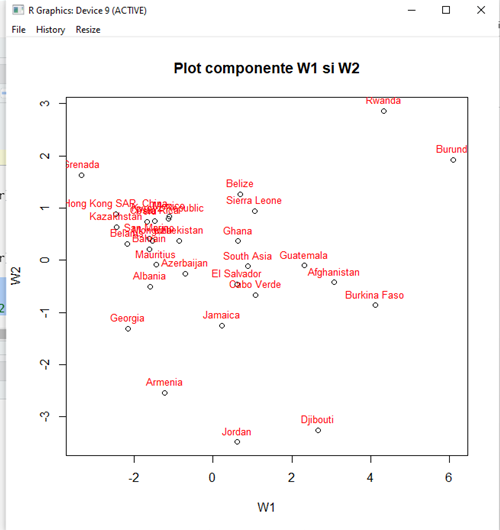 R Graphics: Device 9 (ACTIVE)
File History Resize
Plot componente W1 si W2
Rwanda
Burund
Grenada
Belize
Sierra Leone
Hong Kong SAR, China
Kazakhstan
Belarus
Bahrain
Ghana
Mauritius
Azerbaijan
South Asia
Guatemala
Albania
El Salvador
Cabo Verde
Afghanistan
Burkina Faso
Georgia
Jamaica
Armenia
Jordan
Djibouti
3
2
1
0
-1
-2
-3
W2
-2 0 2 4 6
W1